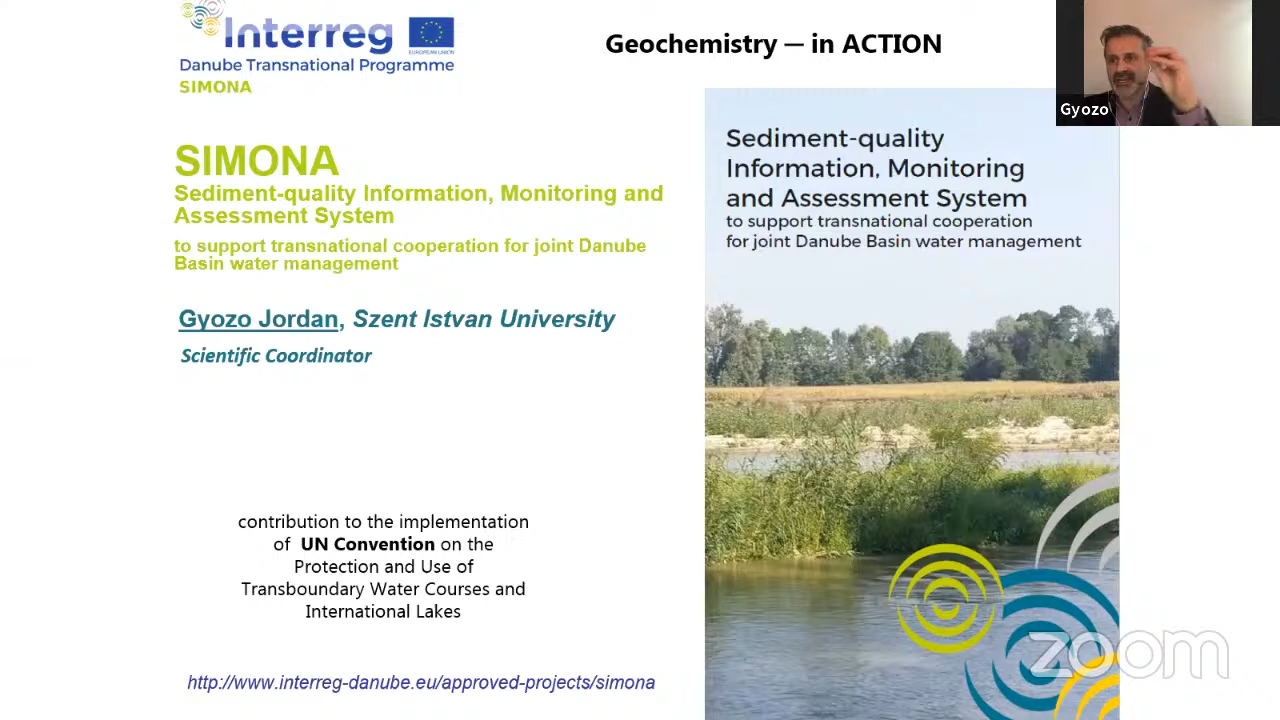 Interreg
EUROPEAN UNION
Danube Transnational Programme
SIMONA
Geochemistry — in ACTION
Gyozo
SIMONA
Sediment-quality Information, Monitoring and
Assessment System
to support transnational cooperation for joint Danube
Basin water management
Gyozo Jordan, Szent Istvan University
Scientific Coordinator
contribution to the implementation
of UN Convention on the
Protection and Use of
Transboundary Water Courses and
International Lakes
http://www.interreg-danube.eu/approved-projects/simona
Sediment-quality
Information, Monitoring
and Assessment System
to support transnational cooperation
for joint Danube Basin water management
zoom